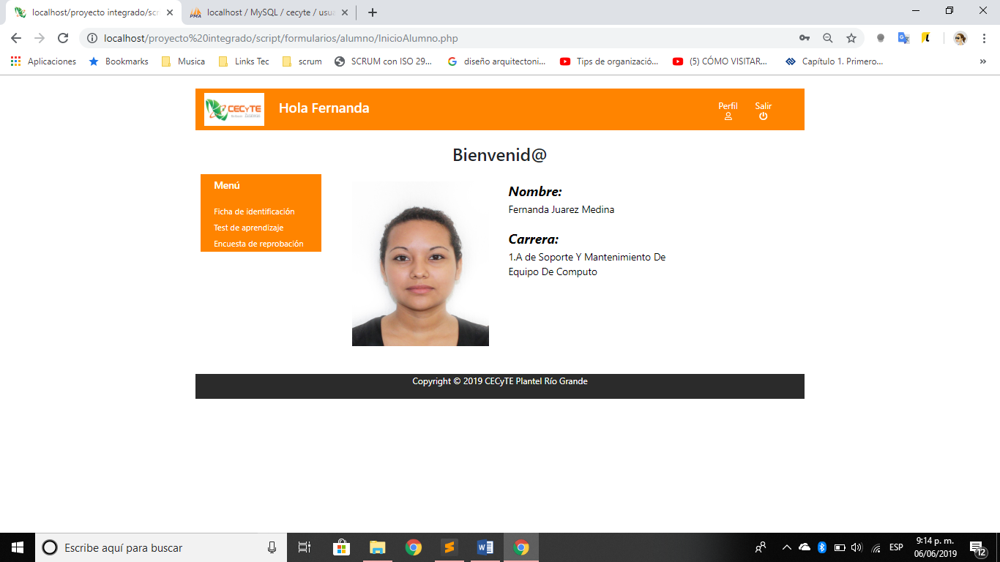 localhost/proyecto integrado/scr
localhost / MySQL / cecyte / usua
localhost/proyecto%20integrado/script/formularios/alumno/InicioAlumno.php
Aplicaciones
Bookmarks
Musica
Links Tec
scrum
SCRUM con ISO 29...
diseño arquitectoni...
Tips de organizació...
(5) CÓMO VISITAR...
Capítulo 1. Primero...
»
CECyTE
Hola Fernanda
Perfil
Salir
Bienvenid@
Menú
Ficha de identificación
Test de aprendizaje
Encuesta de reprobación
Nombre:
Fernanda Juarez Medina
Carrera:
1.A de Soporte Y Mantenimiento De
Equipo De Computo
Copyright © 2019 CECyTE Plantel Río Grande
Escribe aquí para buscar
ESP
9:14 p. m.
06/06/2019
12